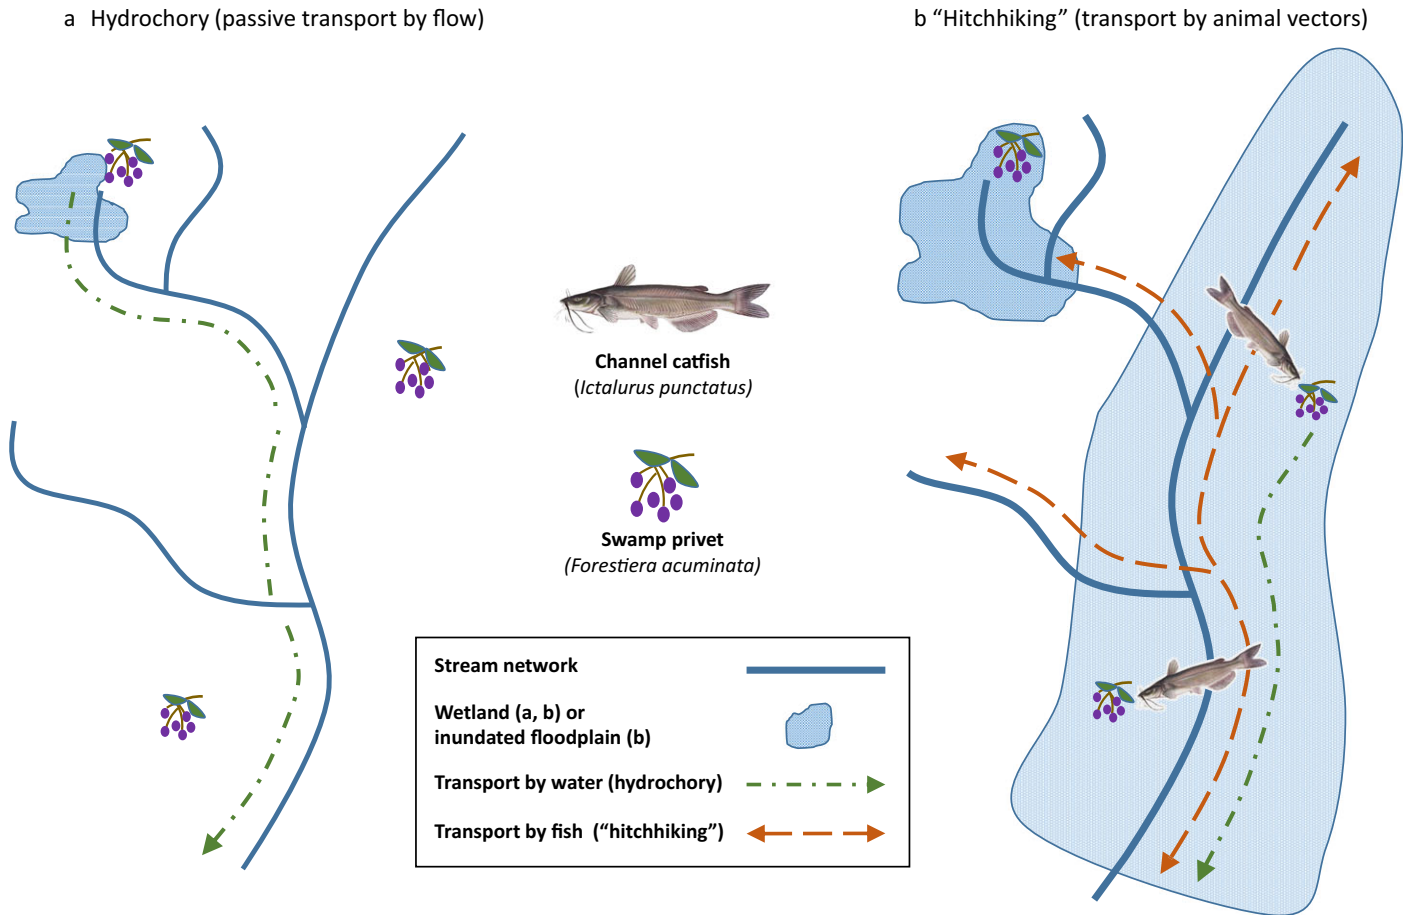 a Hydrochory (passive transport by flow)
b “Hitchhiking” (transport by animal vectors)
Channel catfish
(Ictalurus punctatus)
Swamp privet
(Forestiera acuminata)
Stream network
Wetland (a, b) or
inundated floodplain (b)
Transport by water (hydrochory)
Transport by fish (“hitchhiking”)